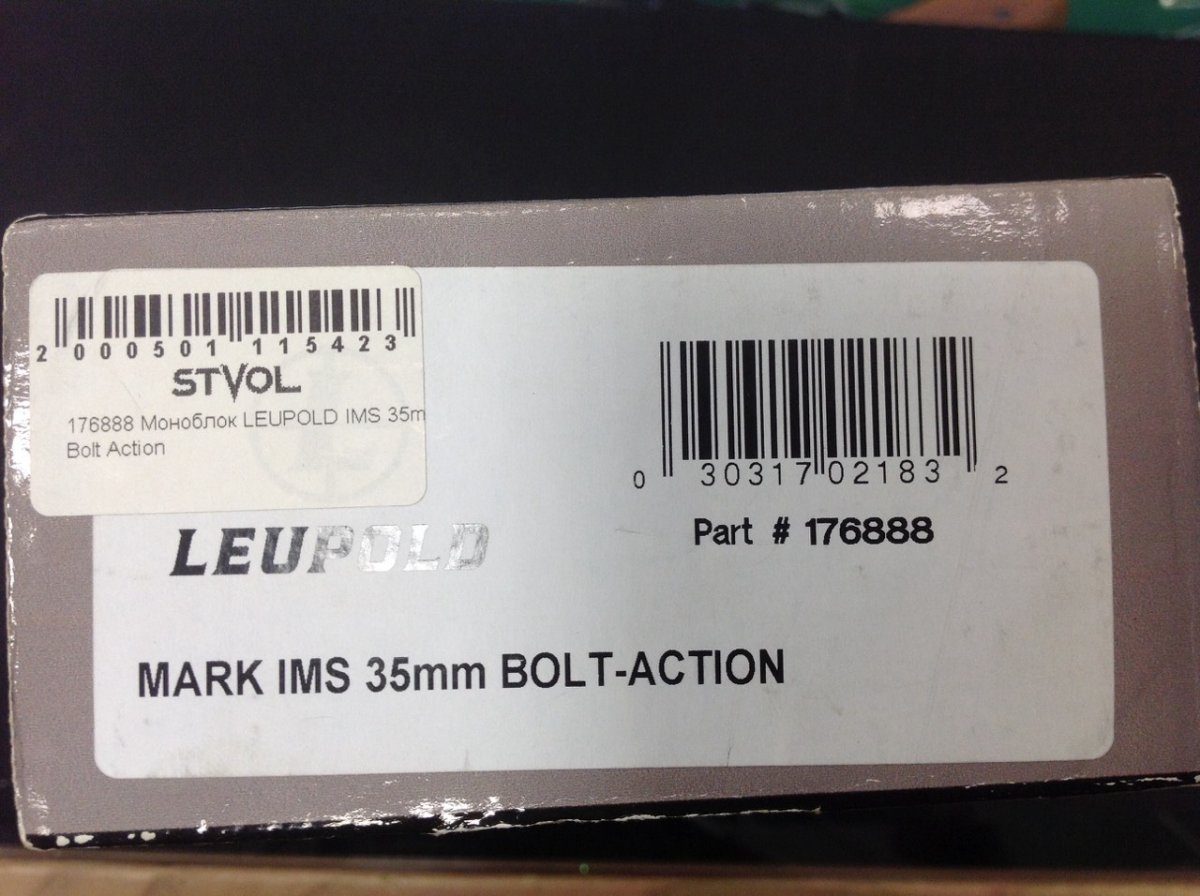 2 000501 115423
STVOL
176888 Моноблок LEUPOLD IMS 35m
Bolt Action
0 30317 02183 2
Part # 176888
LEUPOLD
MARK IMS 35mm BOLT-ACTION